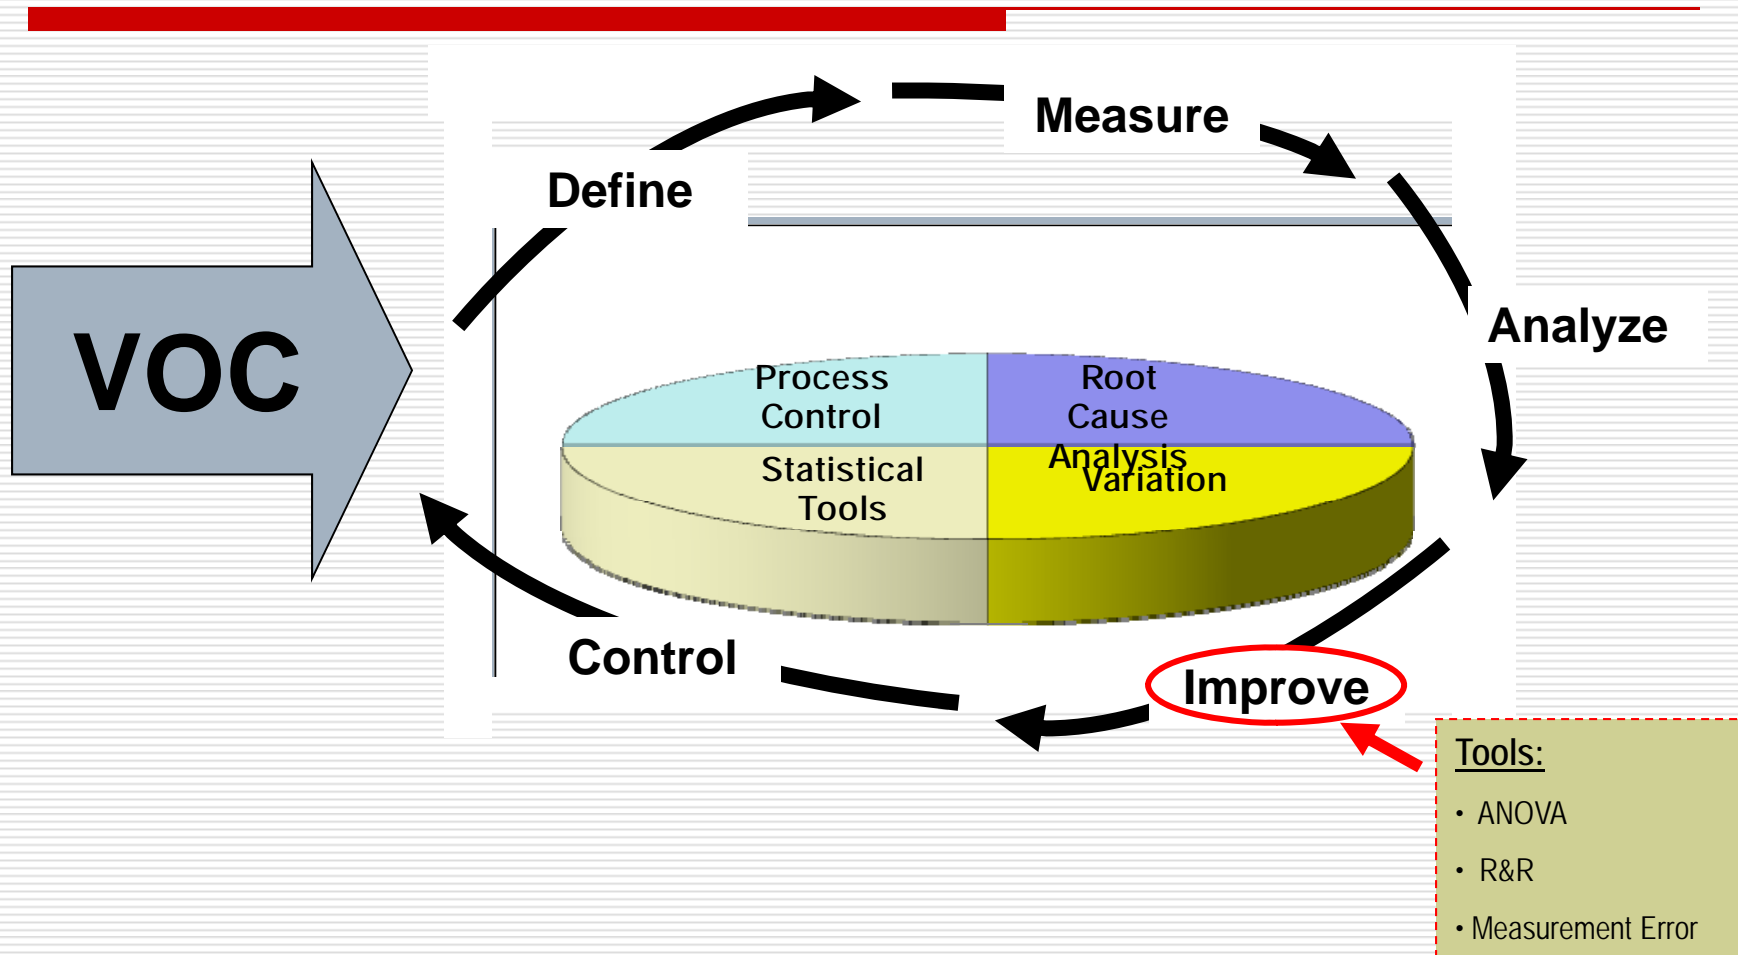 Measure
Define
VOC
Analyze
Process
Control
Root
Cause
Analysis
Statistical
Tools
Variation
Control
Improve
Tools:
• ANOVA
• R&R
• Measurement Error